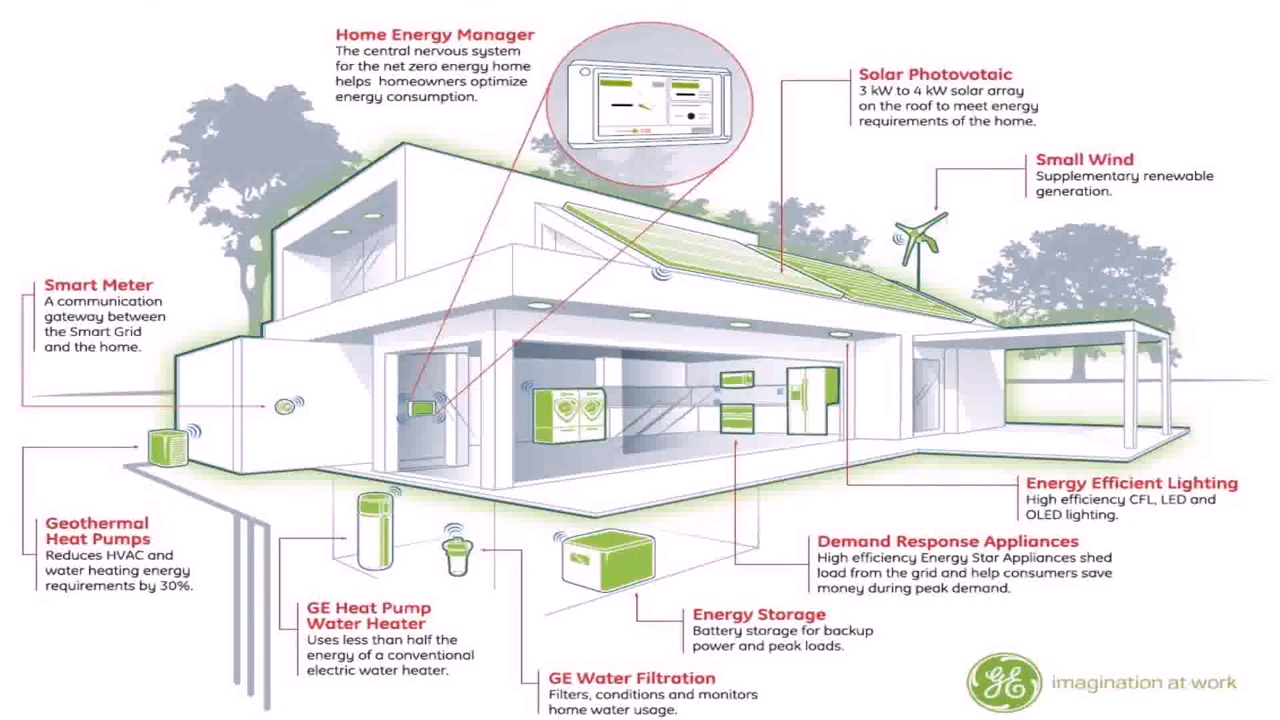 Home Energy Manager
The central nervous system
for the net zero energy home
helps homeowners optimize
energy consumption.
Solar Photovotaic
3 kW to 4 kW solar array
on the roof to meet energy
requirements of the home.
Small Wind
Supplementary renewable
generation.
Smart Meter
A communication
gateway between
the Smart Grid
and the home.
Geothermal
Heat Pumps
Reduces HVAC and
water heating energy
requirements by 30%.
GE Heat Pump
Water Heater
Uses less than half the
energy of a conventional
electric water heater.
GE Water Filtration
Filters, conditions and monitors
home water usage.
Energy Storage
Battery storage for backup
power and peak loads.
Demand Response Appliances
High efficiency Energy Star Appliances shed
load from the grid and help consumers save
money during peak demand.
Energy Efficient Lighting
High efficiency CFL, LED and
OLED lighting.
GE
imagination at work